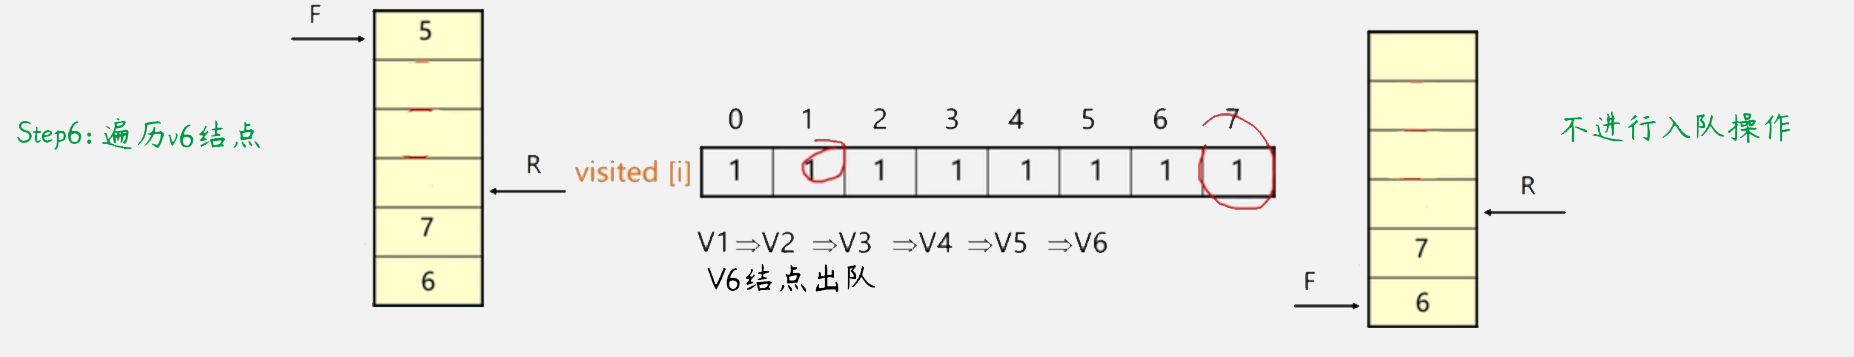 F
5
7
6
Step6：遍历v6结点
R
visited [i]
0 1 2 3 4 5 6 7
1 1 1 1 1 1 1 1
V1⇒V2 ⇒V3 ⇒V4 ⇒V5 ⇒V6
V6结点出队
不进行入队操作
R
7
F
6